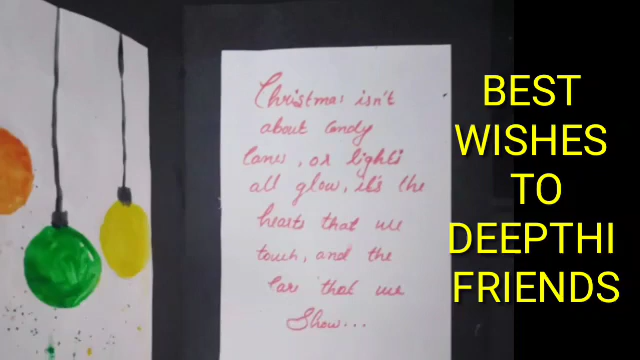 Christmas isn't
about Candy
Canes, or lights
all glow, it's the
hearts that we
touch, and the
Care that we
Show...
BEST
WISHES
TO
DEEPTHI
FRIENDS